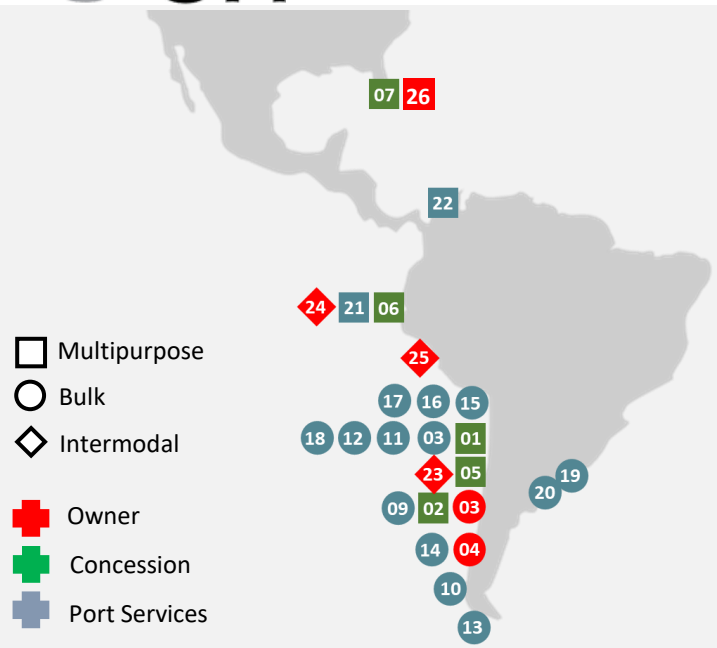 07 26
22
24 21 06
25
Multipurpose
Bulk
Intermodal
17 16 15
18 12 11 03 01
23 05
19
20
09 02 03
14 04
10
13
Owner
Concession
Port Services